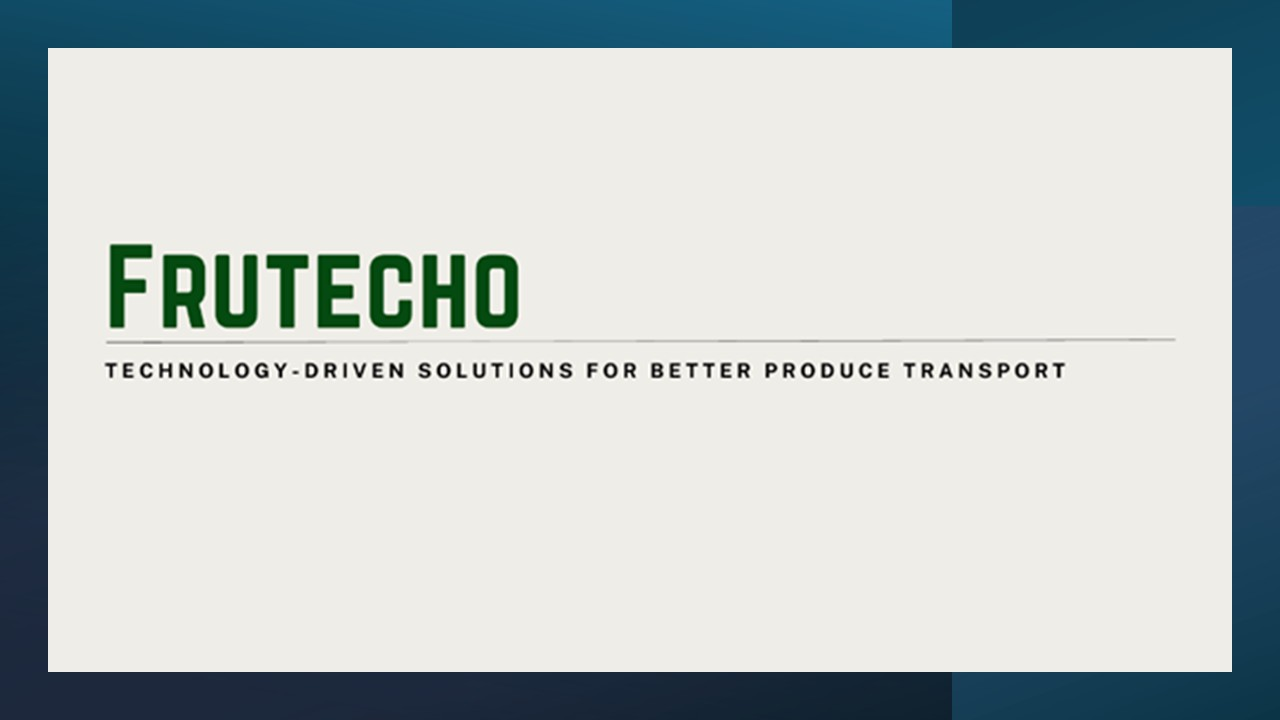 FRUTECHO
TECHNOLOGY-DRIVEN SOLUTIONS FOR BETTER PRODUCE TRANSPORT